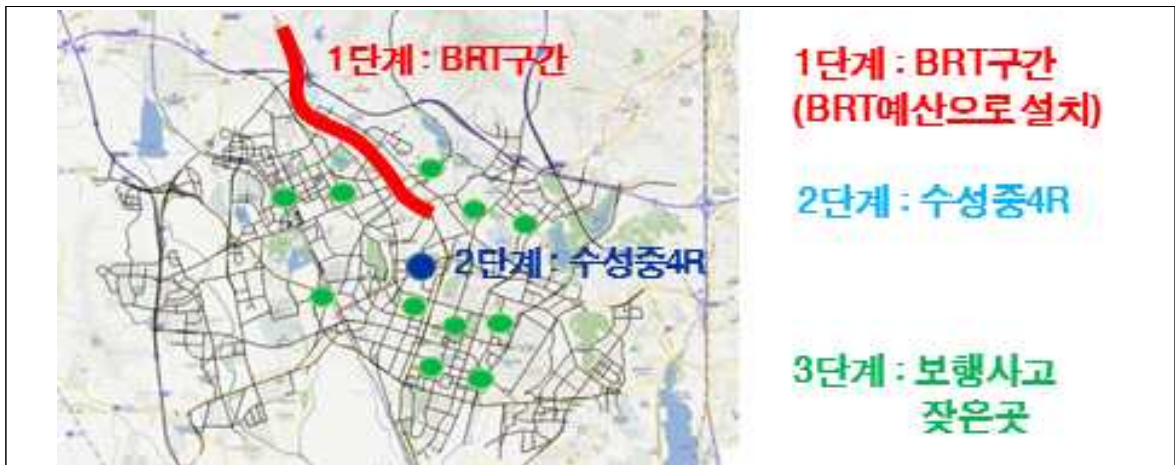 1단계 : BRT구간
2단계 : 수성중4R
1단계 : BRT구간
(BRT예산으로 설치)
2단계 : 수성중4R
3단계 : 보행사고
잦은곳